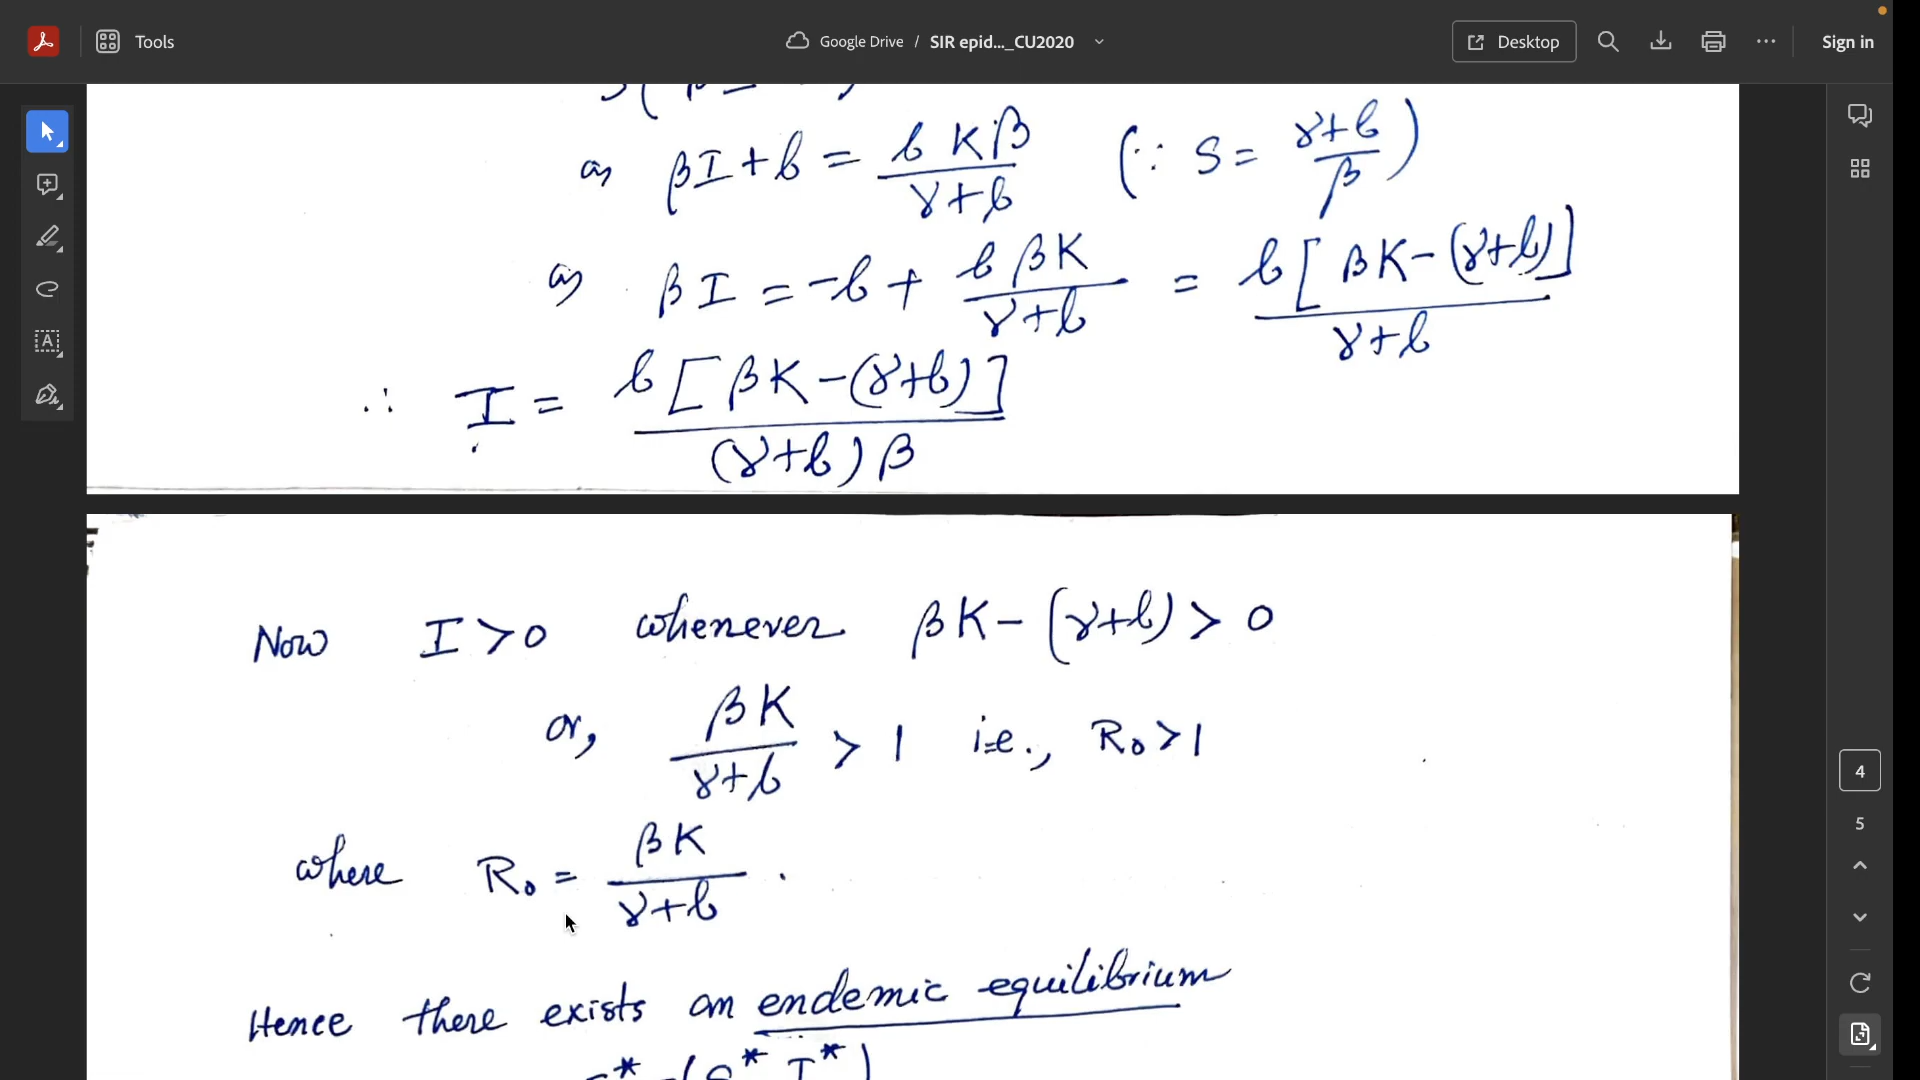 Tools
Google Drive / SIR epid..._CU2020
Desktop
Sign in
or βI + b = bKβ / (γ+b) (∵ S = (γ+b)/β)
or βI = -b + bβK / (γ+b) = b[βK-(γ+b)] / (γ+b)
∴ I = b[βK-(γ+b)] / (γ+b)β
Now I > 0 whenever βK-(γ+b) > 0
or, βK / (γ+b) > 1 i.e., R₀ > 1
where R₀ = βK / (γ+b) .
Hence there exists an endemic equilibrium
4
5